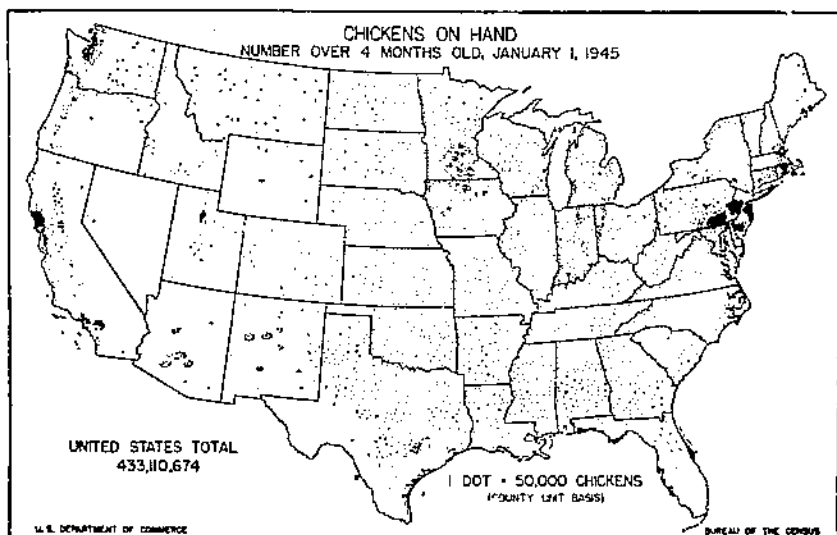 CHICKENS ON HAND
NUMBER OVER 4 MONTHS OLD, JANUARY 1, 1945
UNITED STATES TOTAL
433,110,674
1 DOT = 50,000 CHICKENS
(COUNTY UNIT BASIS)
U. S. DEPARTMENT OF COMMERCE
BUREAU OF THE CENSUS